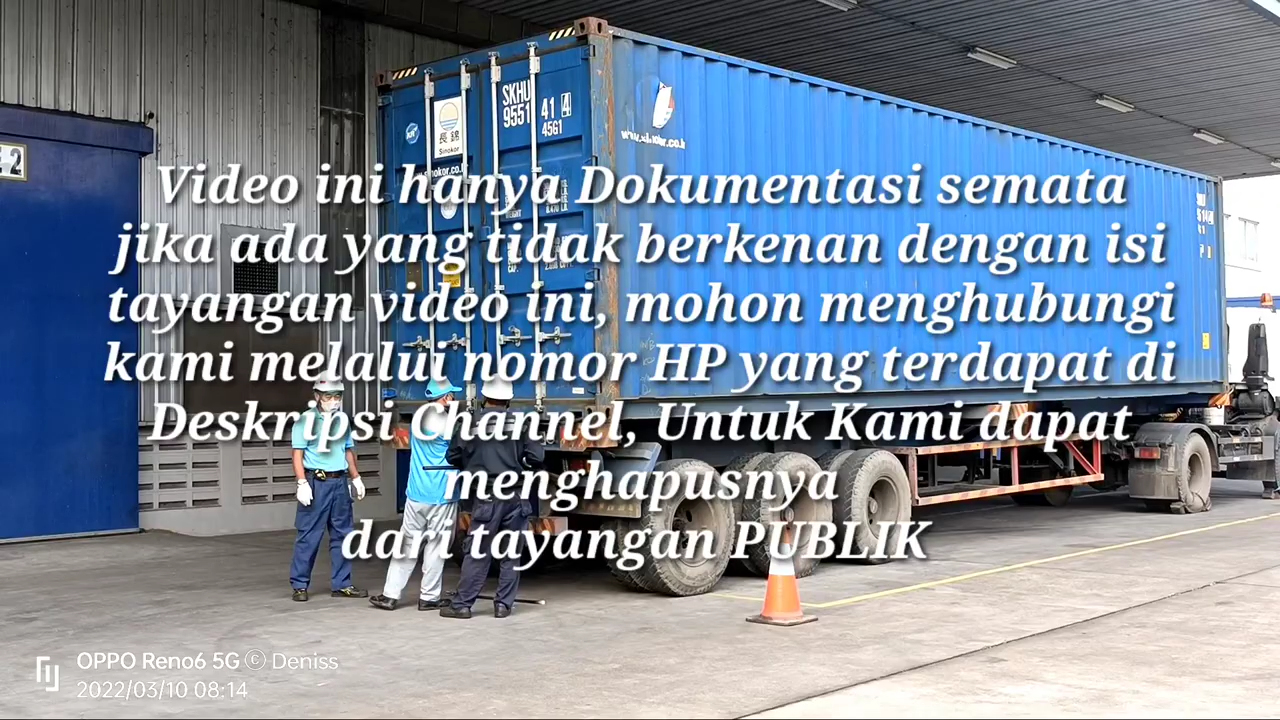 SKHU
9551 41 4
45G1
長錦
Sinokor
2
Video ini hanya Dokumentasi semata
jika ada yang tidak berkenan dengan isi
tayangan video ini, mohon menghubungi
kami melalui nomor HP yang terdapat di
Deskripsi Channel, Untuk Kami dapat
menghapusnya
dari tayangan PUBLIK
OPPO Reno6 5G © Deniss
2022/03/10 08:14